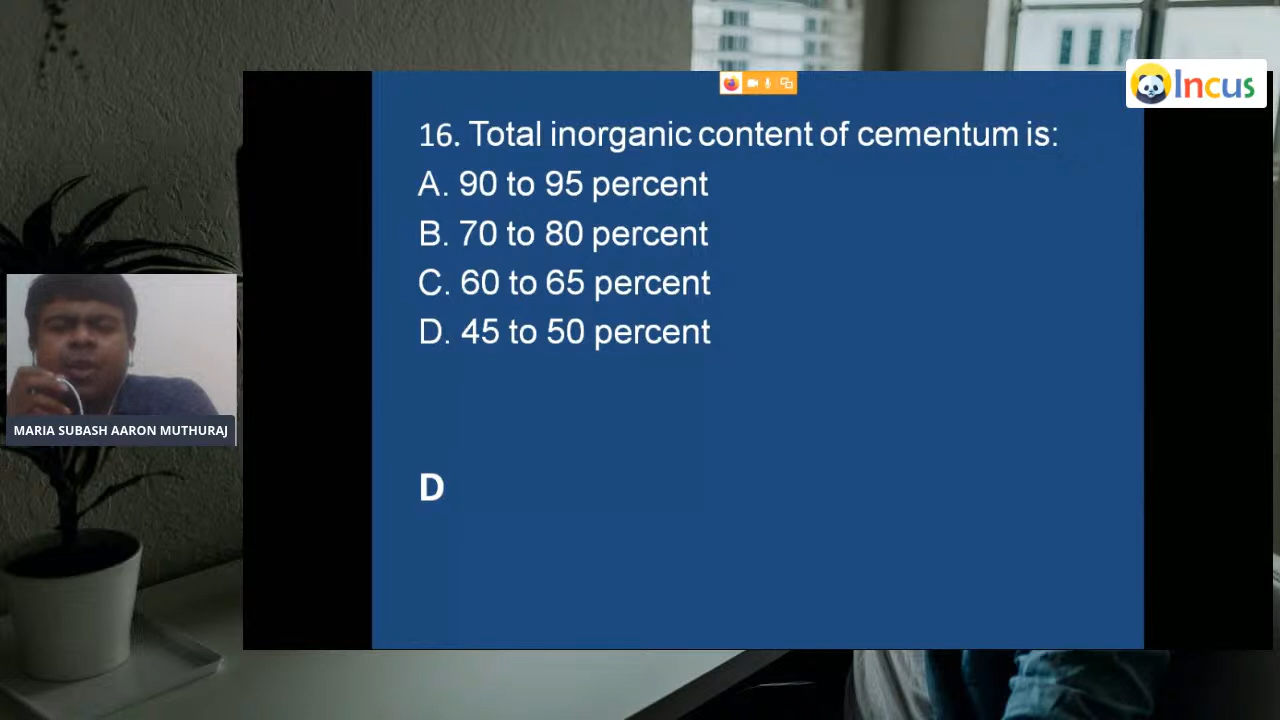 Incus
16. Total inorganic content of cementum is:
A. 90 to 95 percent
B. 70 to 80 percent
C. 60 to 65 percent
D. 45 to 50 percent
MARIA SUBASH AARON MUTHURAJ
D